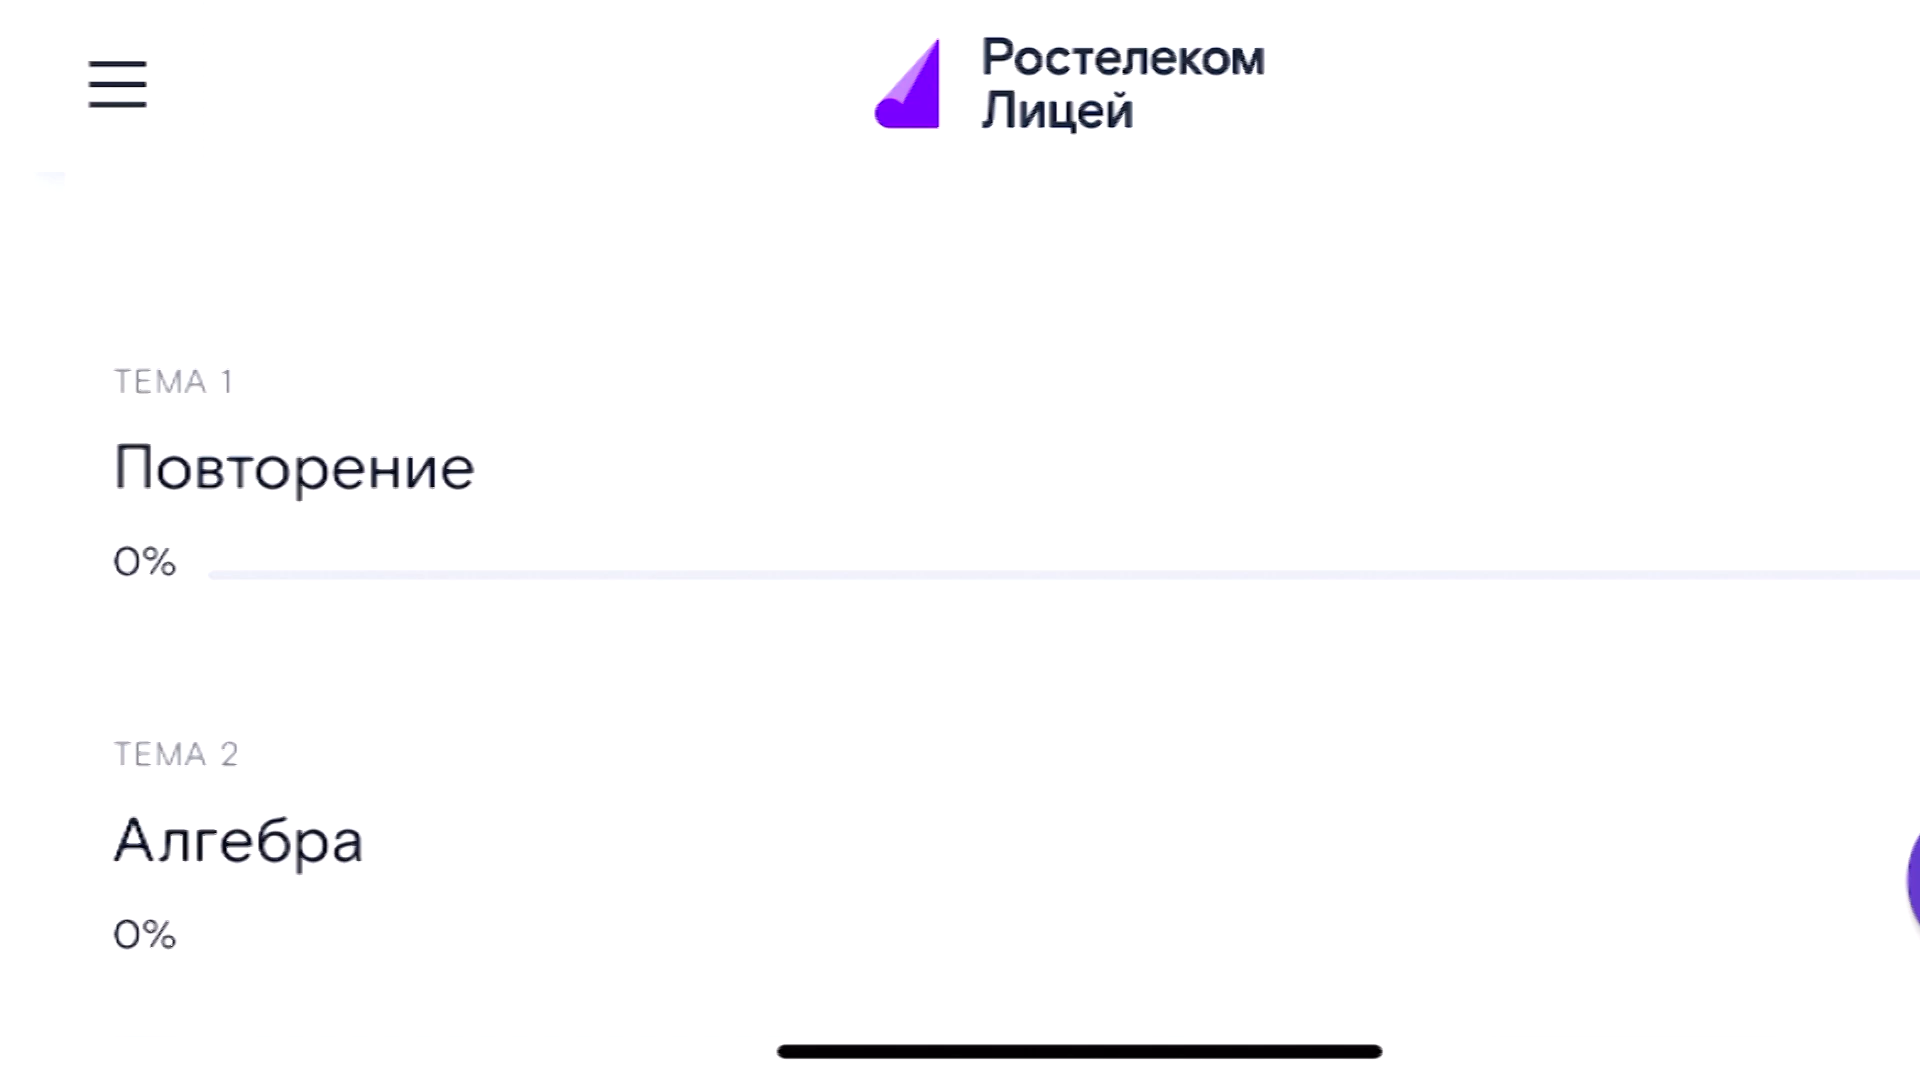 Ростелеком
Лицей
ТЕМА 1
Повторение
0%
ТЕМА 2
Алгебра
0%